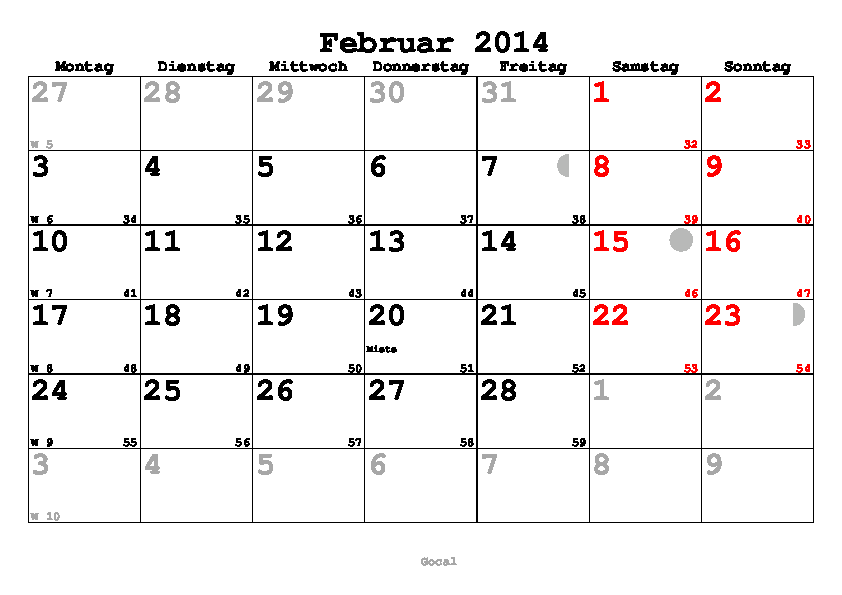 Februar 2014
Montag Dienstag Mittwoch Donnerstag Freitag Samstag Sonntag
27 28 29 30 31 1 2
W 5 32 33
3 4 5 6 7 8 9
W 6 34 35 36 37 38 39 40
10 11 12 13 14 15 16
W 7 41 42 43 44 45 46 47
17 18 19 20 21 22 23
Miete
W 8 48 49 50 51 52 53 54
24 25 26 27 28 1 2
W 9 55 56 57 58 59
3 4 5 6 7 8 9
W 10
Gocal